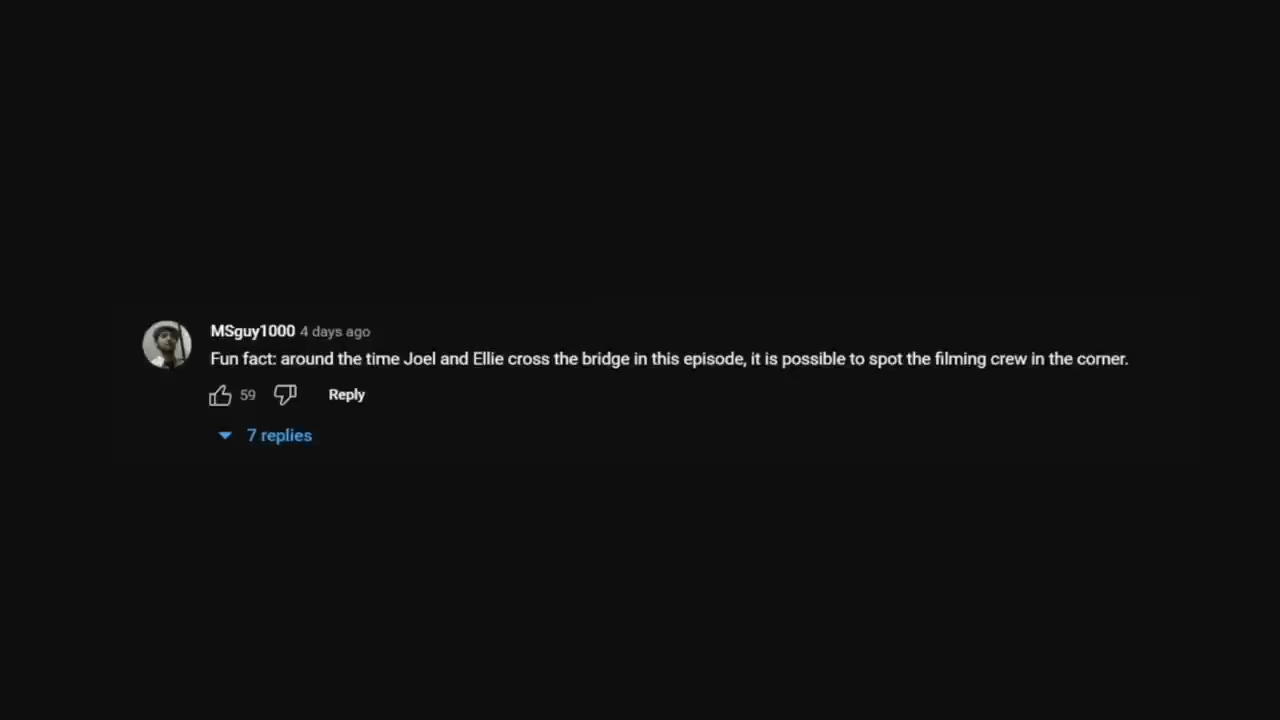 MSguy1000 4 days ago
Fun fact: around the time Joel and Ellie cross the bridge in this episode, it is possible to spot the filming crew in the corner.
59 Reply
7 replies